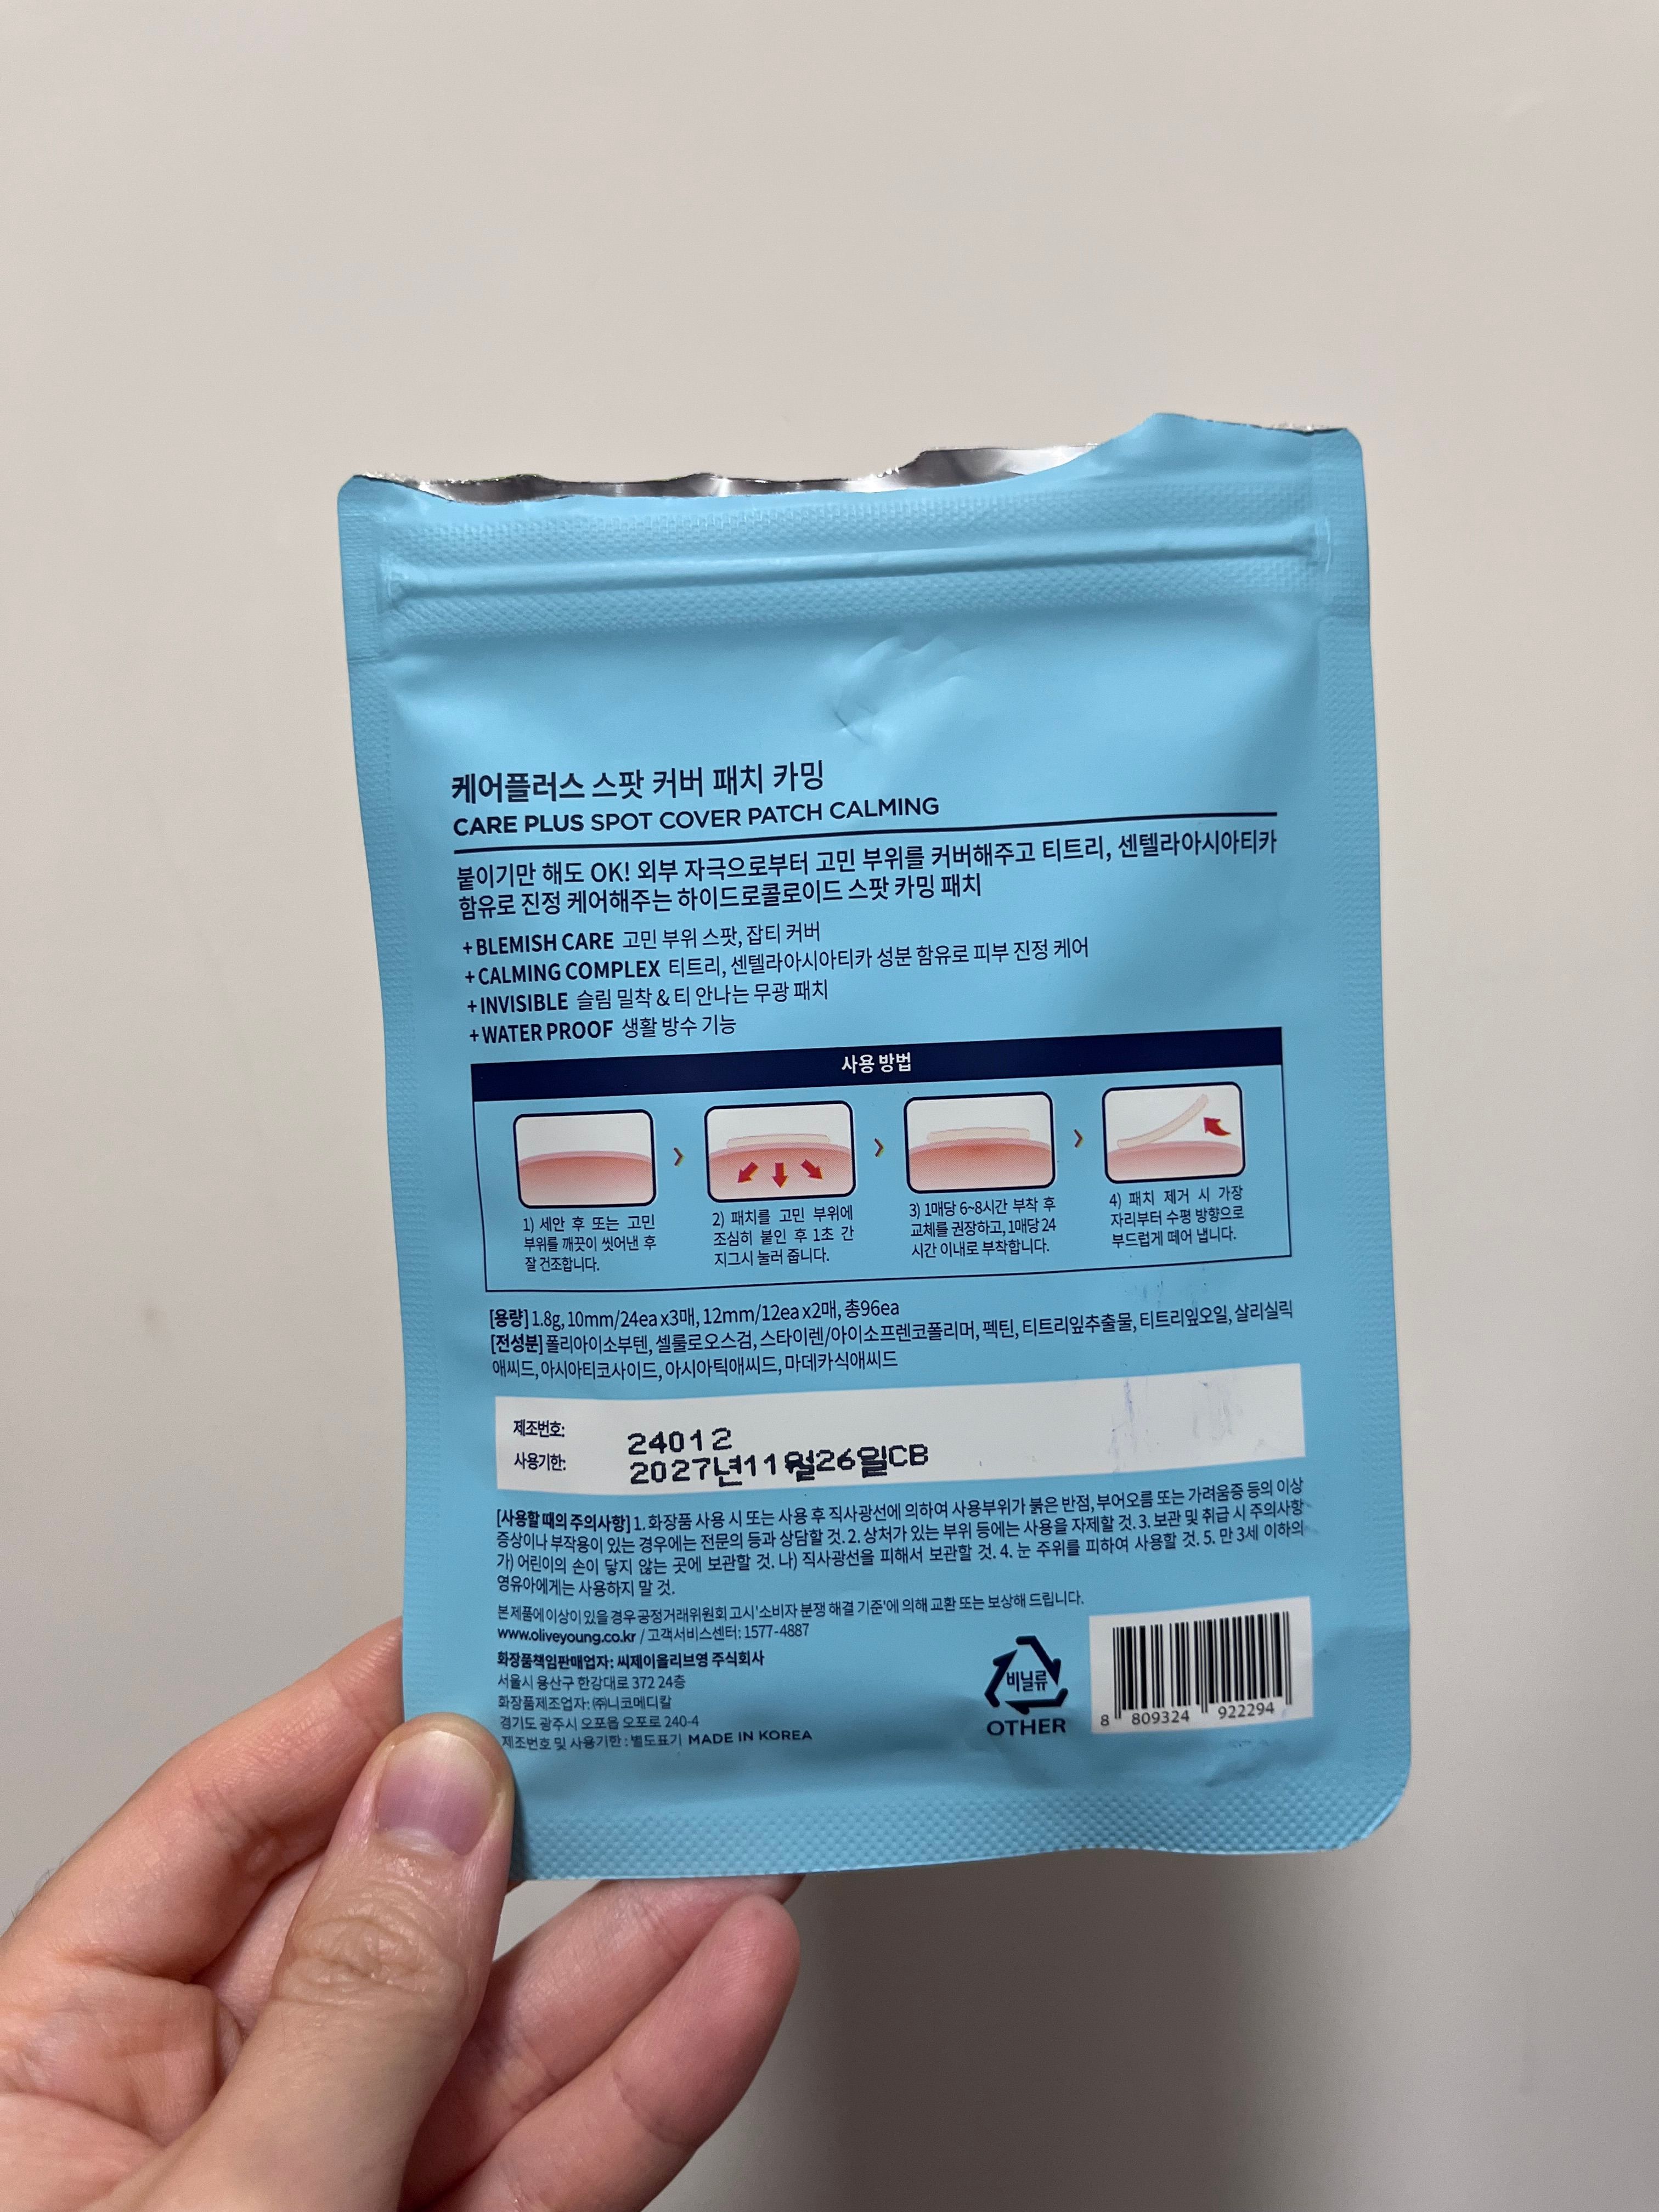 케어플러스 스팟 커버 패치 카밍
CARE PLUS SPOT COVER PATCH CALMING
붙이기만 해도 OK! 외부 자극으로부터 고민 부위를 커버해주고 티트리, 센텔라아시아티카
함유로 진정 케어해주는 하이드로콜로이드 스팟 카밍 패치
+BLEMISH CARE 고민 부위 스팟, 잡티 커버
+CALMING COMPLEX 티트리, 센텔라아시아티카 성분 함유로 피부 진정 케어
+INVISIBLE 슬림 밀착 & 티 안나는 무광 패치
+WATER PROOF 생활 방수 기능
사용 방법
1) 세안 후 또는 고민
부위를 깨끗이 씻어낸 후
잘 건조합니다.
2) 패치를 고민 부위에
조심히 붙인 후 1초 간
지그시 눌러 줍니다.
3) 1매당 6~8시간 부착 후
교체를 권장하고, 1매당 24
시간 이내로 부착합니다.
4) 패치 제거 시 가장
자리부터 수평 방향으로
부드럽게 떼어 냅니다.
[용량] 1.8g, 10mm/24ea x3매, 12mm/12ea x2매, 총96ea
[전성분] 폴리아이소부텐, 셀룰로오스검, 스타이렌/아이소프렌코폴리머, 펙틴, 티트리잎추출물, 티트리잎오일, 살리실릭
애씨드, 아시아티코사이드, 아시아틱애씨드, 마데카식애씨드
제조번호: 24012
사용기한: 2027년11월26일CB
[사용할 때의 주의사항] 1. 화장품 사용 시 또는 사용 후 직사광선에 의하여 사용부위가 붉은 반점, 부어오름 또는 가려움증 등의 이상
증상이나 부작용이 있는 경우에는 전문의 등과 상담할 것. 2. 상처가 있는 부위 등에는 사용을 자제할 것. 3. 보관 및 취급 시 주의사항
가) 어린이의 손이 닿지 않는 곳에 보관할 것. 나) 직사광선을 피해서 보관할 것. 4. 눈 주위를 피하여 사용할 것. 5. 만 3세 이하의
영유아에게는 사용하지 말 것.
본 제품에 이상이 있을 경우 공정거래위원회 고시 '소비자 분쟁 해결 기준'에 의해 교환 또는 보상해 드립니다.
www.oliveyoung.co.kr / 고객서비스센터: 1577-4887
화장품책임판매업자: 씨제이올리브영 주식회사
서울시 용산구 한강대로 372 24층
화장품제조업자: ㈜니코메디칼
경기도 광주시 오포읍 오포로 240-4
제조번호 및 사용기한 : 별도표기 MADE IN KOREA
비닐류
OTHER
8 809324 922294